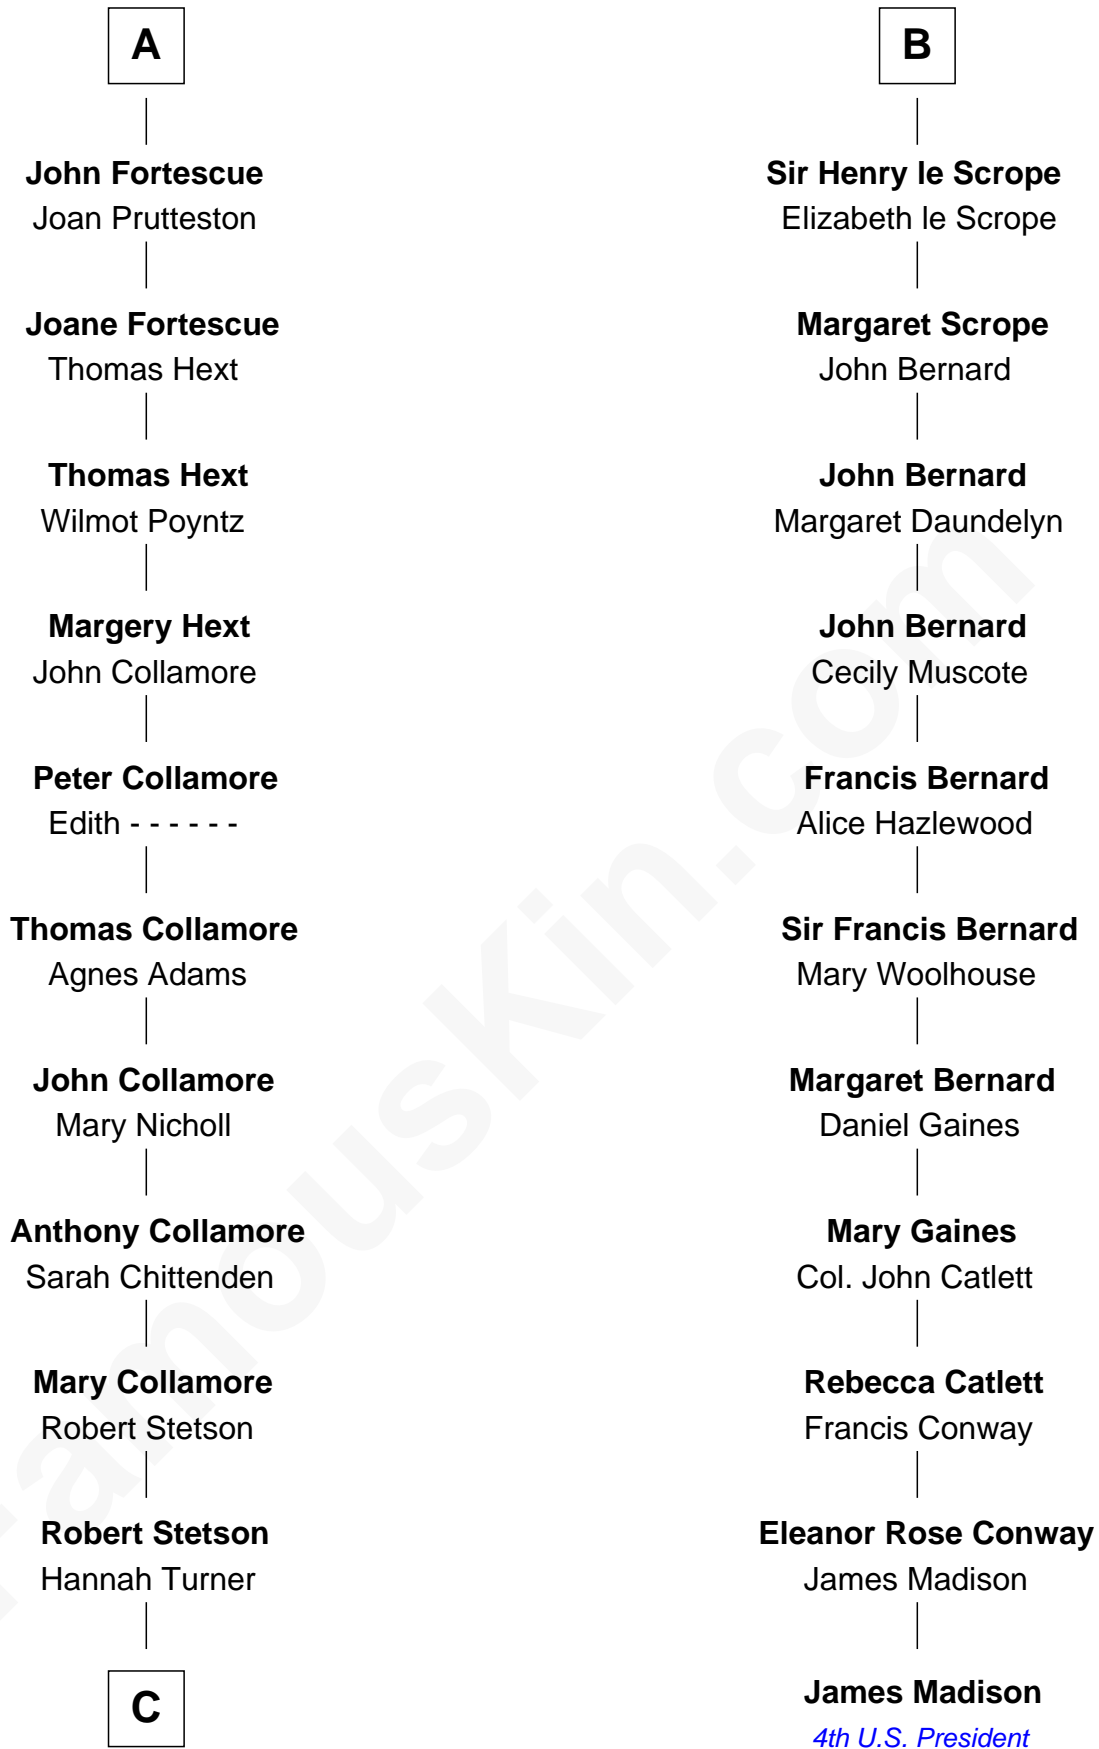 A
John Fortescue
Joan Prutteston
Joane Fortescue
Thomas Hext
Thomas Hext
Wilmot Poyntz
Margery Hext
John Collamore
Peter Collamore
Edith - - - - - -
Thomas Collamore
Agnes Adams
John Collamore
Mary Nicholl
Anthony Collamore
Sarah Chittenden
Mary Collamore
Robert Stetson
Robert Stetson
Hannah Turner
C
B
Sir Henry le Scrope
Elizabeth le Scrope
Margaret Scrope
John Bernard
John Bernard
Margaret Daundelyn
John Bernard
Cecily Muscote
Francis Bernard
Alice Hazlewood
Sir Francis Bernard
Mary Woolhouse
Margaret Bernard
Daniel Gaines
Mary Gaines
Col. John Catlett
Rebecca Catlett
Francis Conway
Eleanor Rose Conway
James Madison
James Madison
4th U.S. President
FamousKin.com